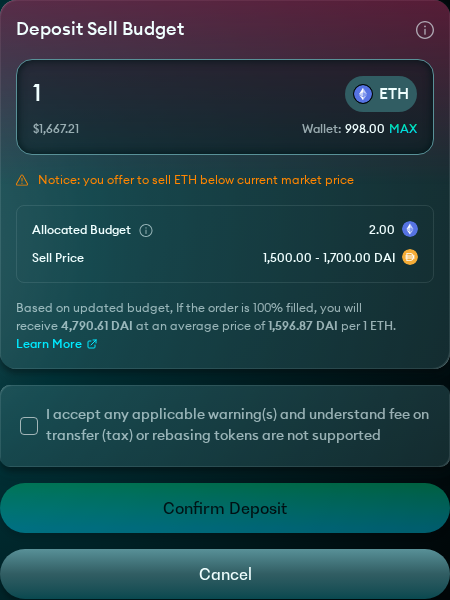 Deposit Sell Budget
1
ETH
$1,667.21
Wallet: 998.00 MAX
Notice: you offer to sell ETH below current market price
Allocated Budget
2.00
Sell Price
1,500.00 - 1,700.00 DAI
Based on updated budget, If the order is 100% filled, you will
receive 4,790.61 DAI at an average price of 1,596.87 DAI per 1 ETH.
Learn More
I accept any applicable warning(s) and understand fee on
transfer (tax) or rebasing tokens are not supported
Confirm Deposit
Cancel